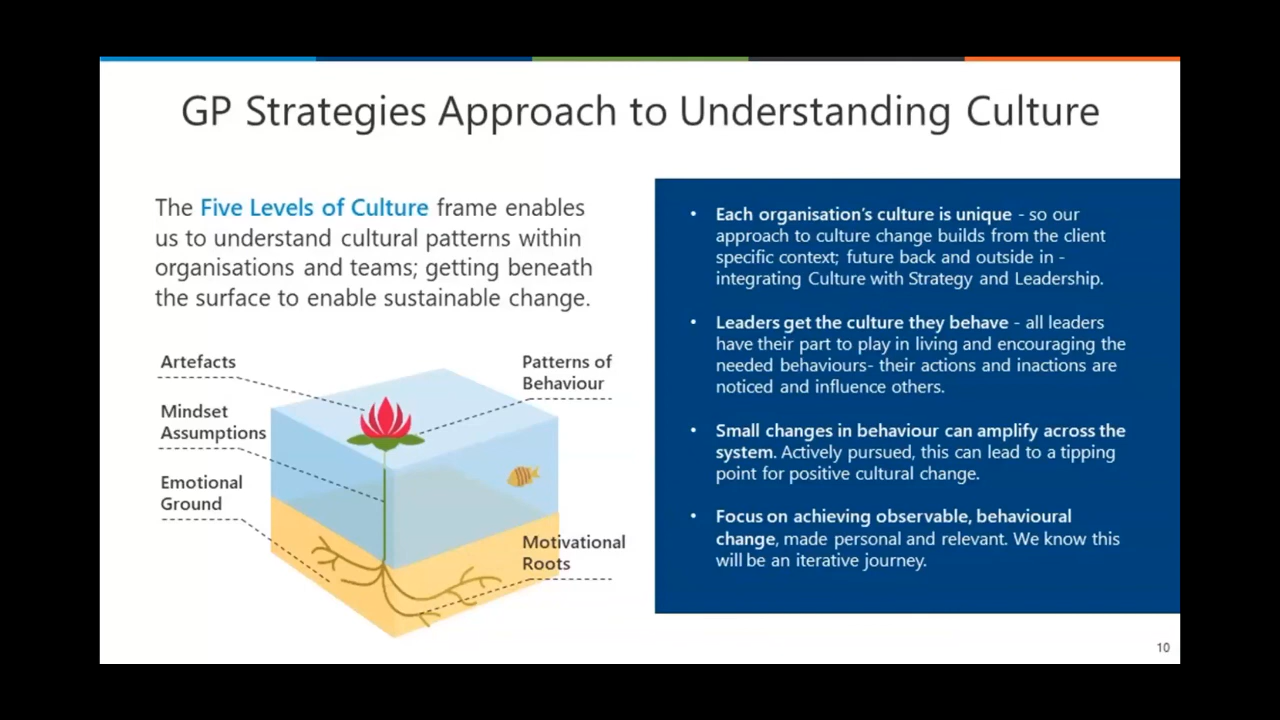 GP Strategies Approach to Understanding Culture
The Five Levels of Culture frame enables
us to understand cultural patterns within
organisations and teams; getting beneath
the surface to enable sustainable change.
Artefacts
Patterns of
Behaviour
Mindset
Assumptions
Emotional
Ground
Motivational
Roots
• Each organisation's culture is unique - so our
approach to culture change builds from the client
specific context; future back and outside in -
integrating Culture with Strategy and Leadership.
• Leaders get the culture they behave - all leaders
have their part to play in living and encouraging the
needed behaviours- their actions and inactions are
noticed and influence others.
• Small changes in behaviour can amplify across the
system. Actively pursued, this can lead to a tipping
point for positive cultural change.
• Focus on achieving observable, behavioural
change, made personal and relevant. We know this
will be an iterative journey.
10